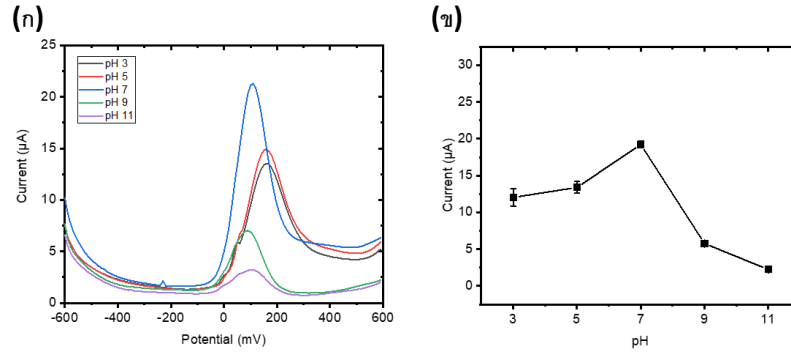 (ก)
25
20
15
10
5
0
Current (µA)
pH 3
pH 5
pH 7
pH 9
pH 11
-600
-400
-200
0
200
400
600
Potential (mV)
(ข)
30
25
20
15
10
5
0
Current (µA)
3
5
7
9
11
pH